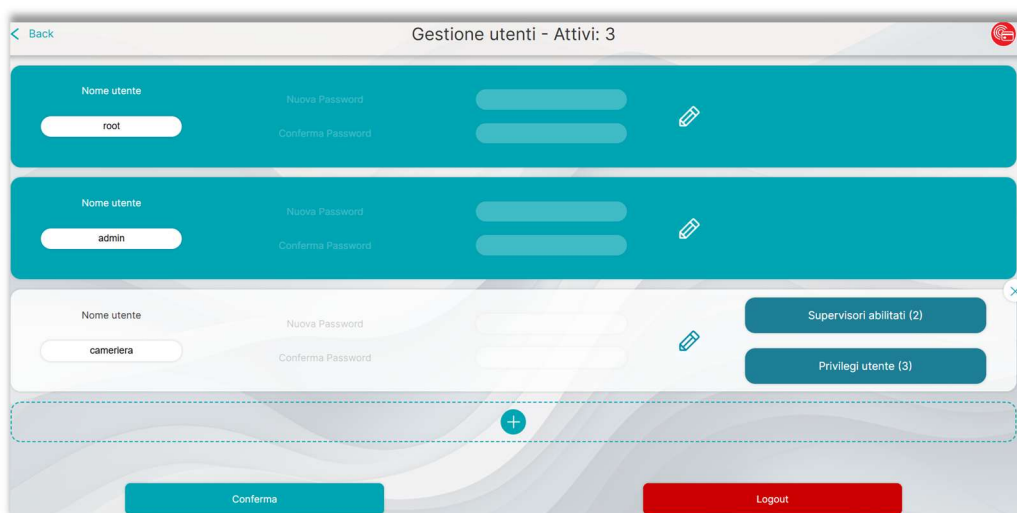 Back
Gestione utenti - Attivi: 3
Nome utente
root
Nuova Password
Conferma Password
Nome utente
admin
Nuova Password
Conferma Password
Nome utente
cameriera
Nuova Password
Conferma Password
Supervisori abilitati (2)
Privilegi utente (3)
Conferma
Logout